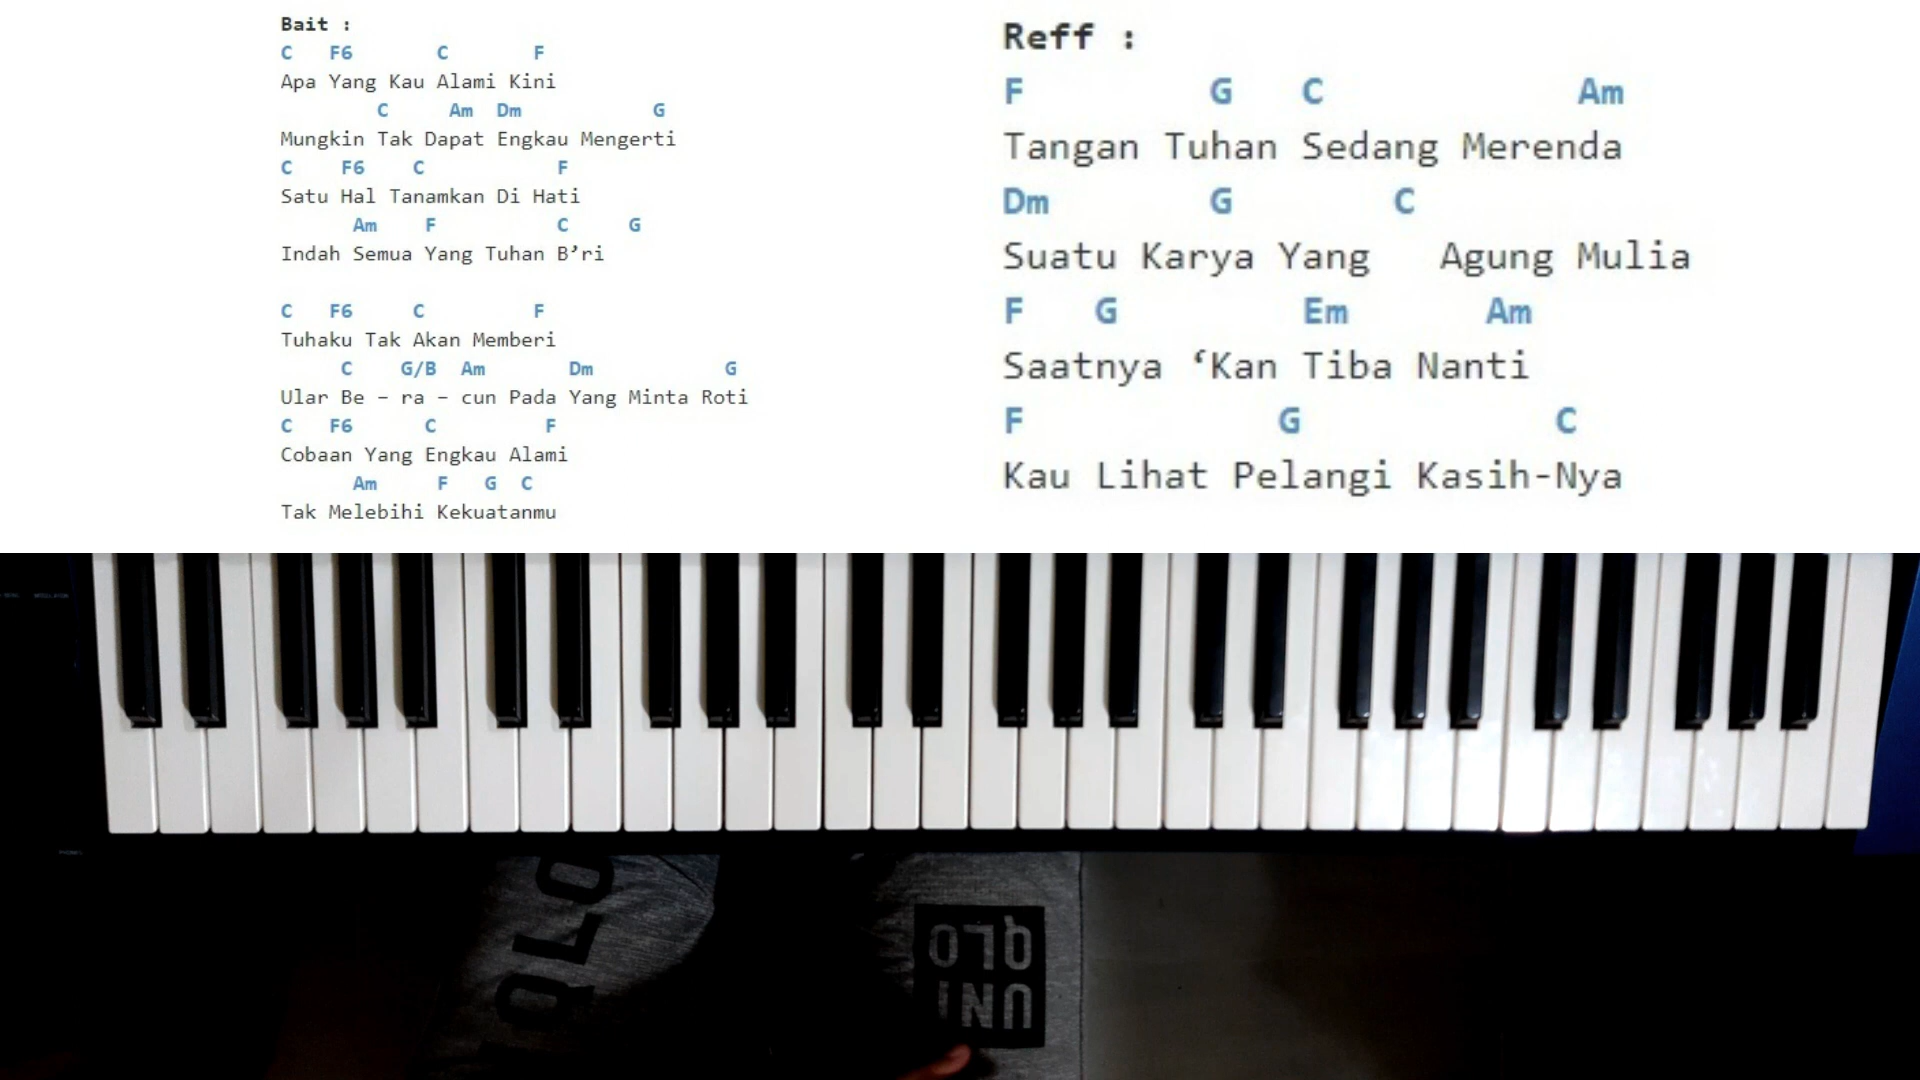 Bait :
C F6 C F
Apa Yang Kau Alami Kini
C Am Dm G
Mungkin Tak Dapat Engkau Mengerti
C F6 C F
Satu Hal Tanamkan Di Hati
Am F C G
Indah Semua Yang Tuhan B’ri
C F6 C F
Tuhaku Tak Akan Memberi
C G/B Am Dm G
Ular Be – ra – cun Pada Yang Minta Roti
C F6 C F
Cobaan Yang Engkau Alami
Am F G C
Tak Melebihi Kekuatanmu
Reff :
F G C Am
Tangan Tuhan Sedang Merenda
Dm G C
Suatu Karya Yang Agung Mulia
F G Em Am
Saatnya ‘Kan Tiba Nanti
F G C
Kau Lihat Pelangi Kasih-Nya
UNI
QLO
QLO